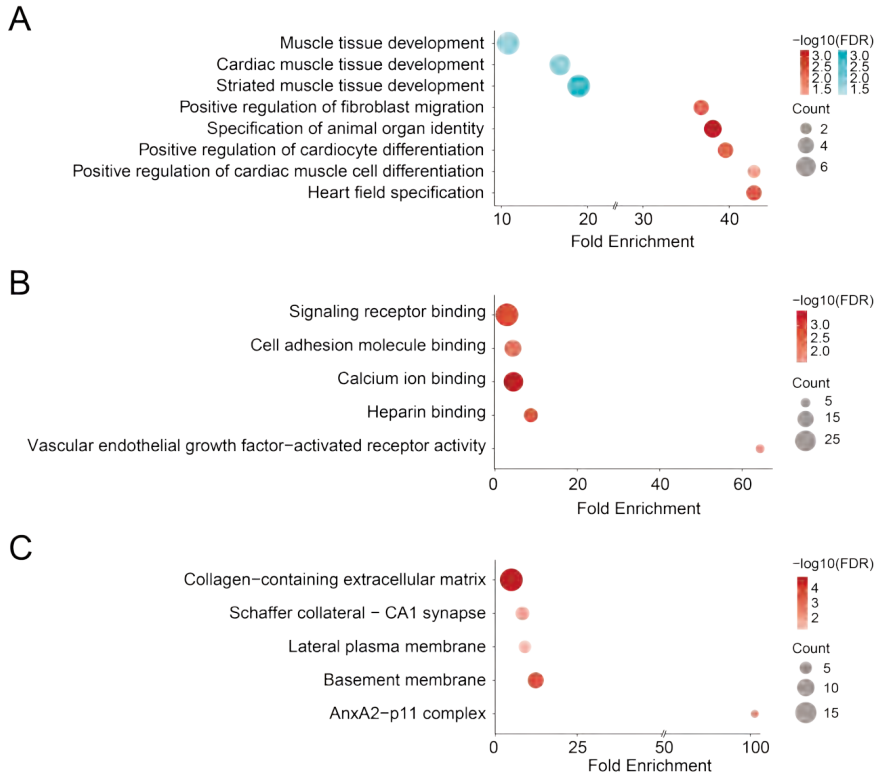 A
Muscle tissue development
Cardiac muscle tissue development
Striated muscle tissue development
Positive regulation of fibroblast migration
Specification of animal organ identity
Positive regulation of cardiocyte differentiation
Positive regulation of cardiac muscle cell differentiation
Heart field specification
10 20 // 30 40
Fold Enrichment
−log10(FDR)
3.0 3.0
2.5 2.5
2.0 2.0
1.5 1.5
Count
2
4
6
B
Signaling receptor binding
Cell adhesion molecule binding
Calcium ion binding
Heparin binding
Vascular endothelial growth factor−activated receptor activity
0 20 40 60
Fold Enrichment
−log10(FDR)
3.0
2.5
2.0
Count
5
15
25
C
Collagen−containing extracellular matrix
Schaffer collateral − CA1 synapse
Lateral plasma membrane
Basement membrane
AnxA2−p11 complex
0 25 50 // 100
Fold Enrichment
−log10(FDR)
4
3
2
Count
5
10
15